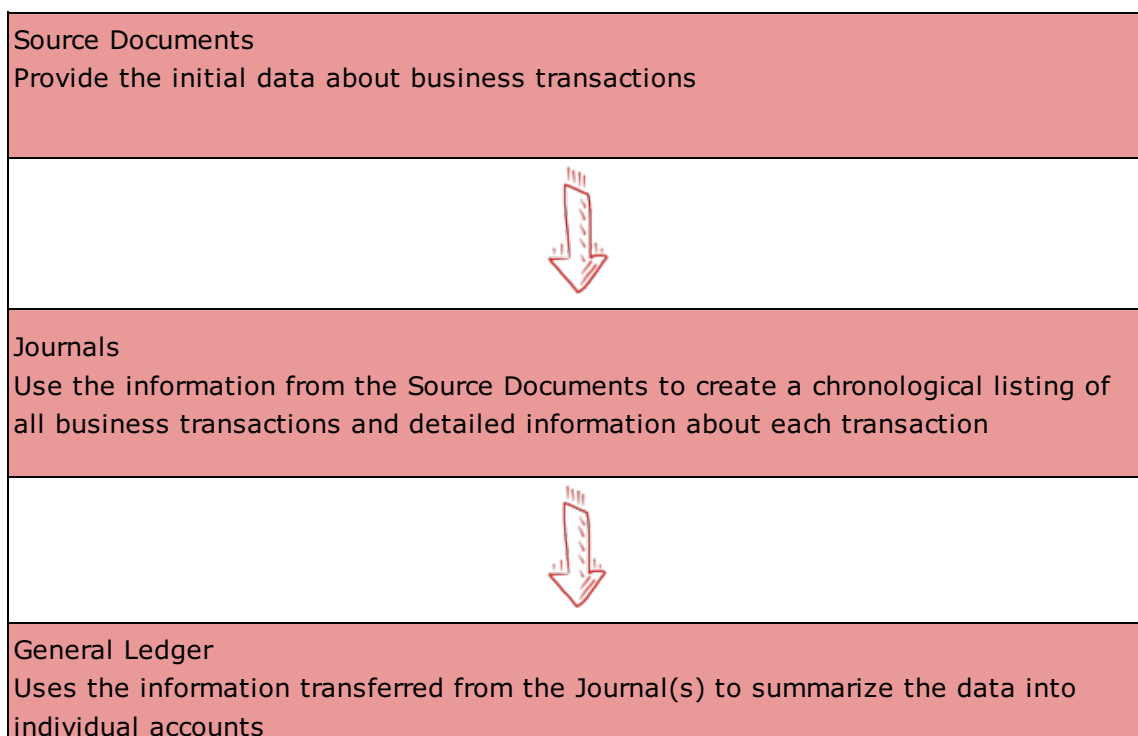 Source Documents
Provide the initial data about business transactions
Journals
Use the information from the Source Documents to create a chronological listing of
all business transactions and detailed information about each transaction
General Ledger
Uses the information transferred from the Journal(s) to summarize the data into
individual accounts